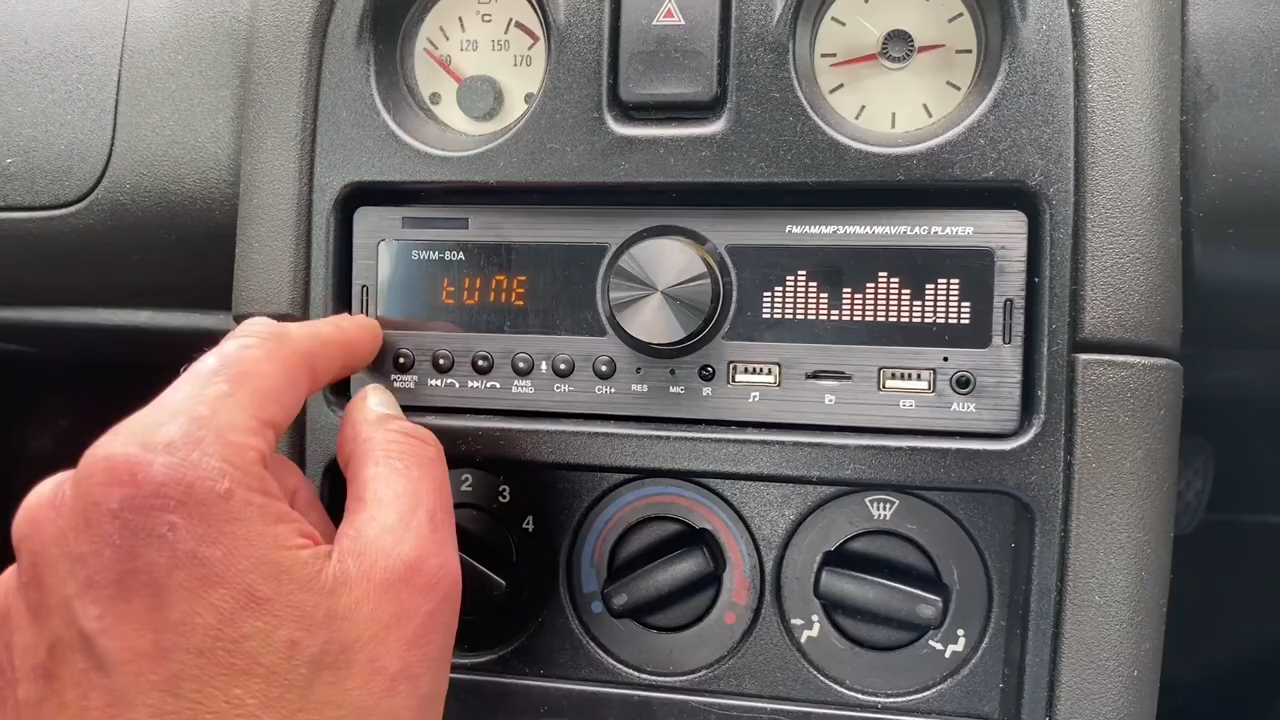 °C
120 150
170
FM/AM/MP3/WMA/WAV/FLAC PLAYER
SWM-80A
tUNE
POWER
MODE
AMS
BAND
CH-
CH+
RES
MIC
IR
AUX
2
3
4